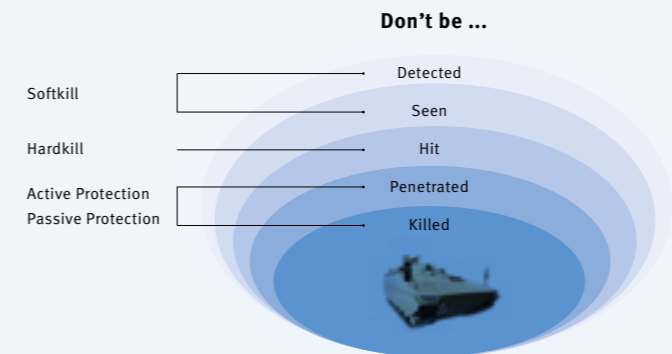 Don’t be ...
Detected
Softkill
Seen
Hardkill
Hit
Penetrated
Active Protection
Passive Protection
Killed